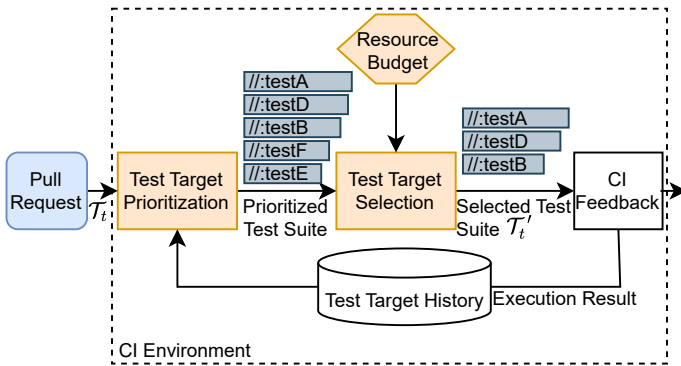 Resource
Budget
//:testA
//:testD
//:testB
//:testF
//:testE
//:testA
//:testD
//:testB
Pull
Request
𝒯ₜ
Test Target
Prioritization
Prioritized
Test Suite
Test Target
Selection
Selected Test
Suite 𝒯ₜ′
CI
Feedback
Test Target History
Execution Result
CI Environment